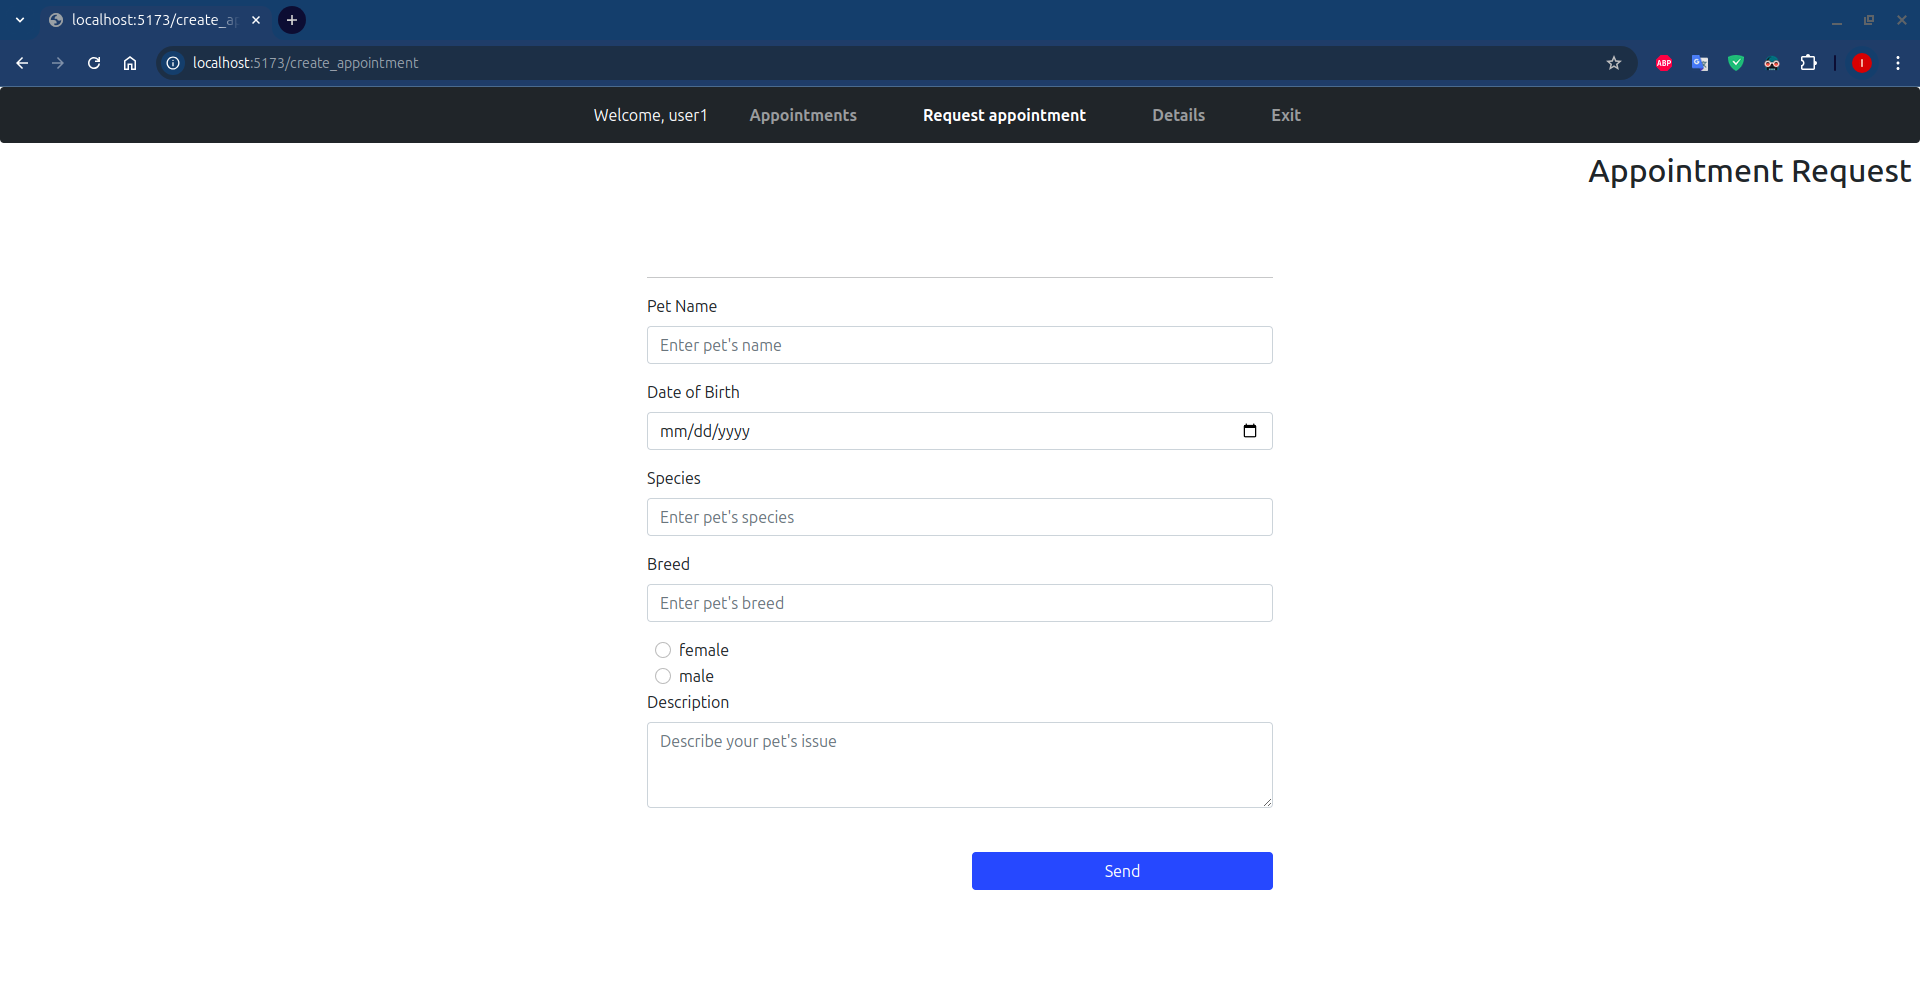 localhost:5173/create_ap
localhost:5173/create_appointment
ABP
G
I
Welcome, user1 Appointments Request appointment Details Exit
Appointment Request
Pet Name
Enter pet's name
Date of Birth
mm/dd/yyyy
Species
Enter pet's species
Breed
Enter pet's breed
female
male
Description
Describe your pet's issue
Send